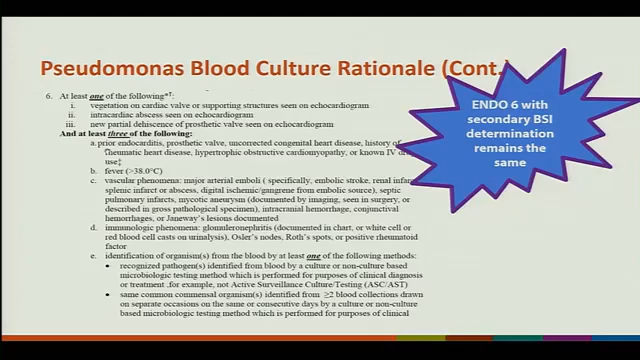 Pseudomonas Blood Culture Rationale (Cont.)
6. At least one of the following*†:
i. vegetation on cardiac valve or supporting structures seen on echocardiogram
ii. intracardiac abscess seen on echocardiogram
iii. new partial dehiscence of prosthetic valve seen on echocardiogram
And at least three of the following:
a. prior endocarditis, prosthetic valve, uncorrected congenital heart disease, history of
rheumatic heart disease, hypertrophic obstructive cardiomyopathy, or known IV
use‡
b. fever (>38.0°C)
c. vascular phenomena: major arterial emboli ( specifically, embolic stroke, renal
splenic infarct or abscess, digital ischemic/gangrene from embolic source), septic
pulmonary infarcts, mycotic aneurysm (documented by imaging, seen in surgery, or
described in gross pathological specimen), intracranial hemorrhage, conjunctival
hemorrhages, or Janeway's lesions documented
d. immunologic phenomena: glomuleronephritis (documented in chart, or white cell or
red blood cell casts on urinalysis), Osler's nodes, Roth's spots, or positive rheumatoid
factor
e. identification of organism(s) from the blood by at least one of the following methods:
• recognized pathogen(s) identified from blood by a culture or non-culture based
microbiologic testing method which is performed for purposes of clinical diagnosis
or treatment ,for example, not Active Surveillance Culture/Testing (ASC/AST)
• same common commensal organism(s) identified from ≥2 blood collections drawn
on separate occasions on the same or consecutive days by a culture or non-culture
based microbiologic testing method which is performed for purposes of clinical
ENDO 6 with
secondary BSI
determination
remains the
same